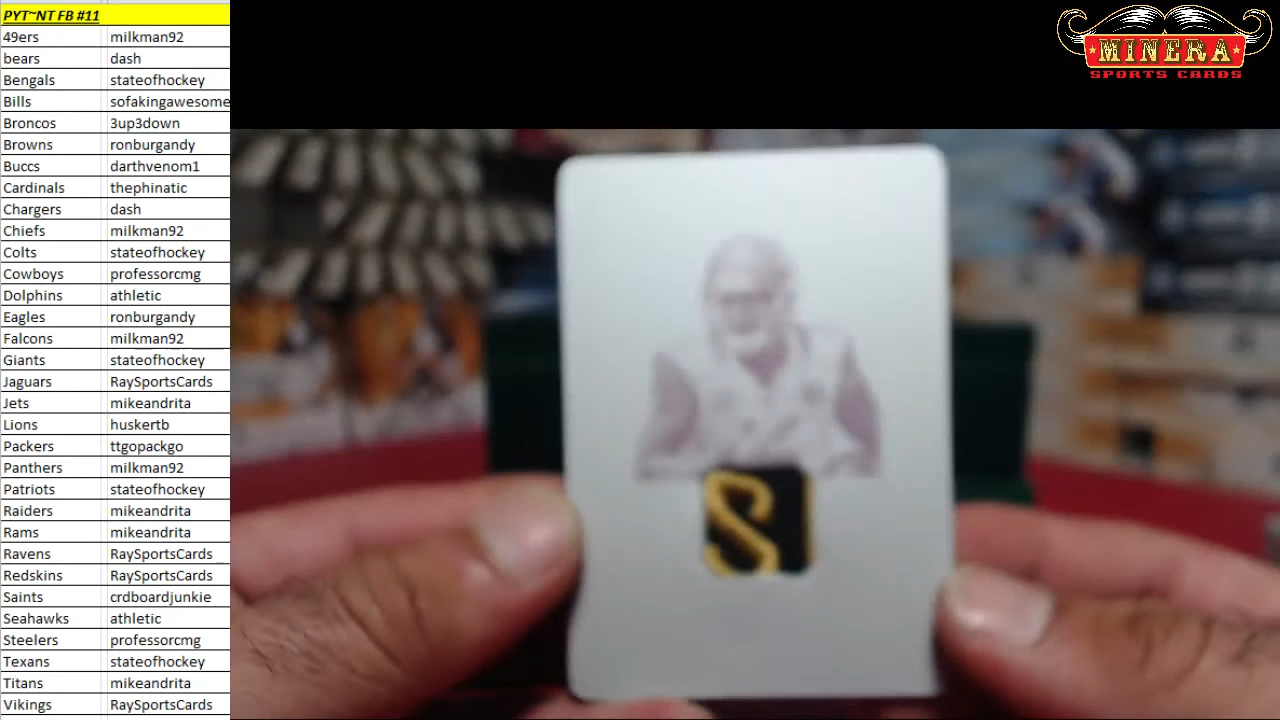 PYT~NT FB #11
49ers milkman92
bears dash
Bengals stateofhockey
Bills sofakingawesome
Broncos 3up3down
Browns ronburgandy
Buccs darthvenom1
Cardinals thephinatic
Chargers dash
Chiefs milkman92
Colts stateofhockey
Cowboys professorcmg
Dolphins athletic
Eagles ronburgandy
Falcons milkman92
Giants stateofhockey
Jaguars RaySportsCards
Jets mikeandrita
Lions huskertb
Packers ttgopackgo
Panthers milkman92
Patriots stateofhockey
Raiders mikeandrita
Rams mikeandrita
Ravens RaySportsCards
Redskins RaySportsCards
Saints crdboardjunkie
Seahawks athletic
Steelers professorcmg
Texans stateofhockey
Titans mikeandrita
Vikings RaySportsCards
MINERA
SPORTS CARDS
S